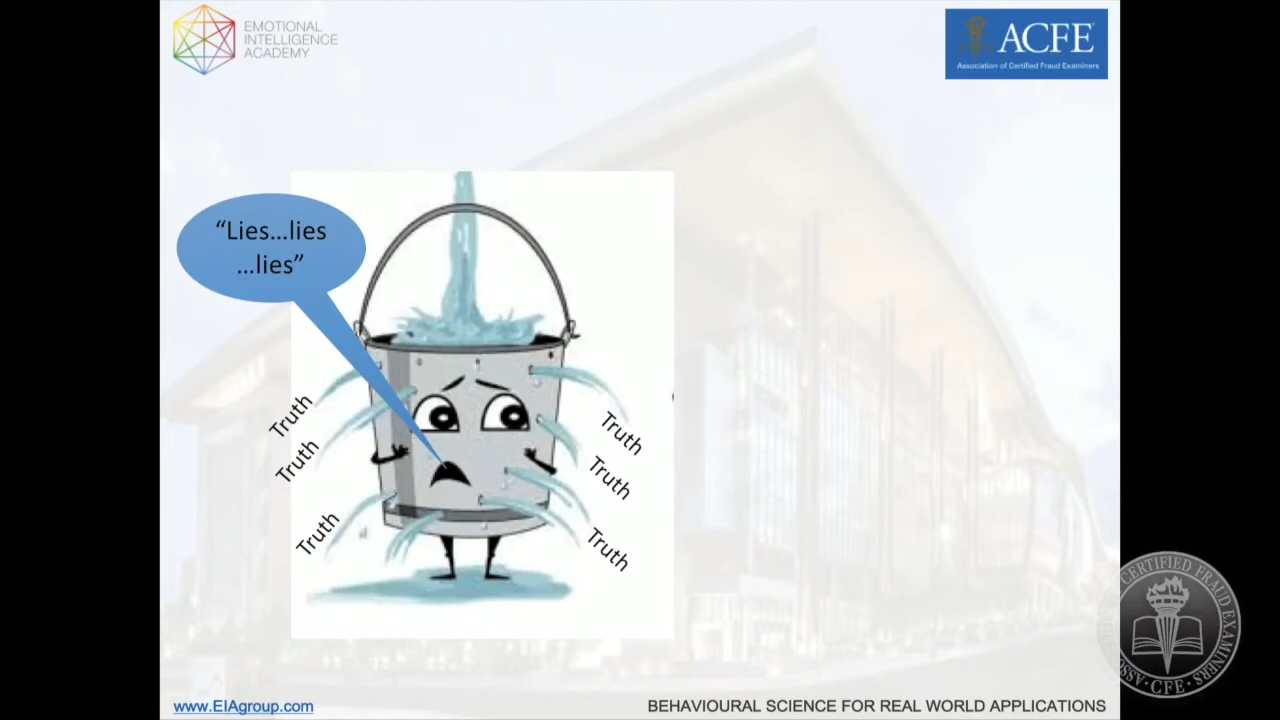 EMOTIONAL
INTELLIGENCE
ACADEMY
ACFE
Association of Certified Fraud Examiners
“Lies...lies
...lies”
Truth
Truth
Truth
Truth
Truth
Truth
www.EIAgroup.com
BEHAVIOURAL SCIENCE FOR REAL WORLD APPLICATIONS
CERTIFIED FRAUD EXAMINERS
CFE